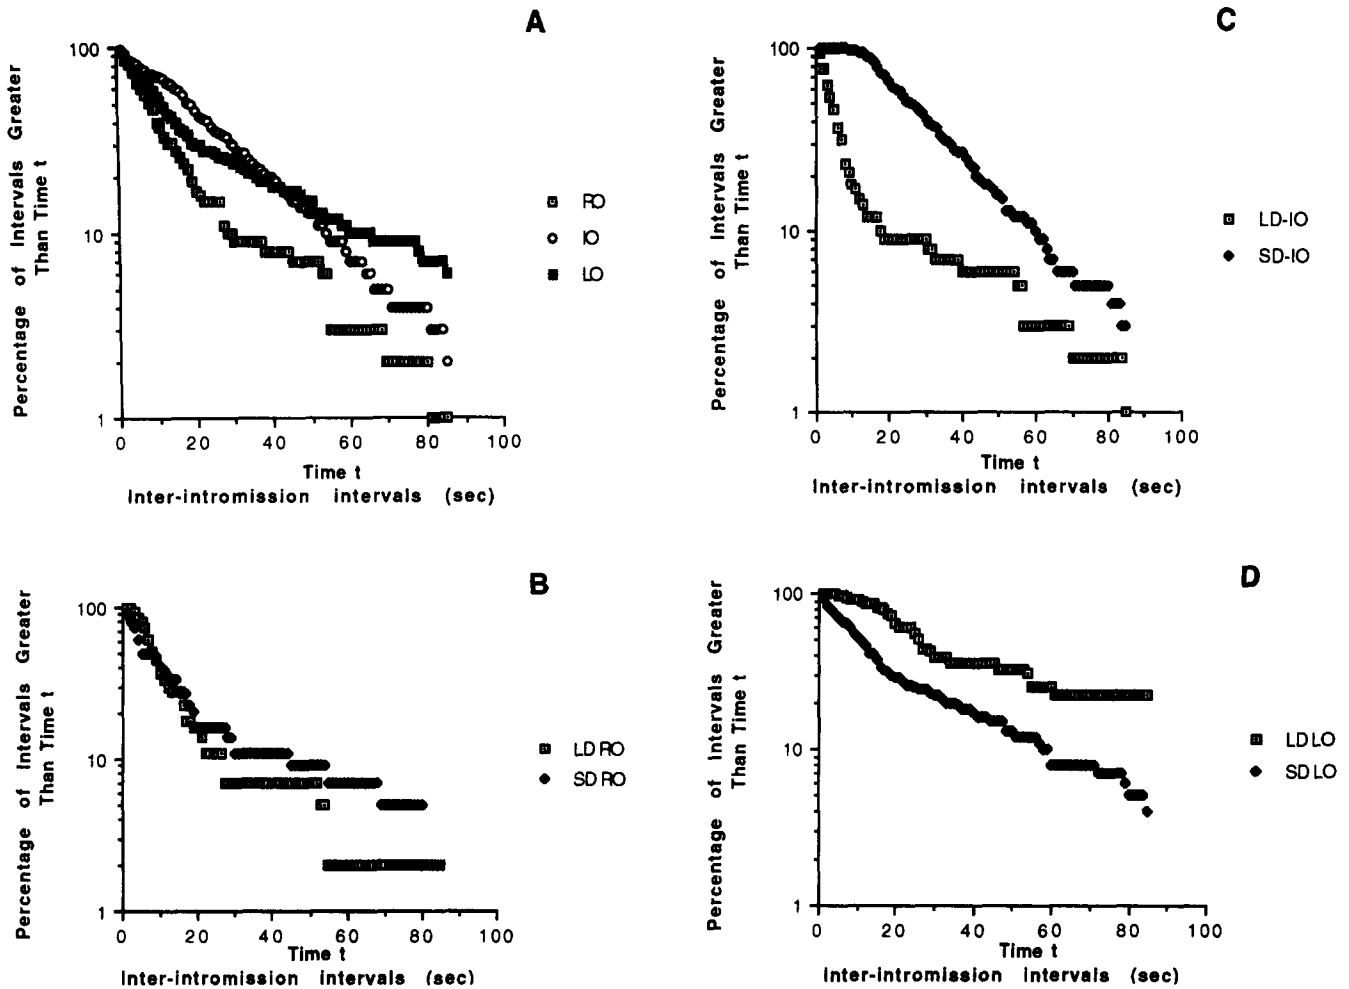 A
Percentage of Intervals Greater
Than Time t
100
10
1
0 20 40 60 80 100
Time t
Inter-intromission intervals (sec)
RO
IO
LO
C
Percentage of Intervals Greater
Than Time t
100
10
1
0 20 40 60 80 100
Time t
Inter-intromission intervals (sec)
LD-IO
SD-IO
B
Percentage of Intervals Greater
Than Time t
100
10
1
0 20 40 60 80 100
Time t
Inter-intromission intervals (sec)
LD RO
SD RO
D
Percentage of Intervals Greater
Than Time t
100
10
1
0 20 40 60 80 100
Time t
Inter-intromission intervals (sec)
LD LO
SD LO